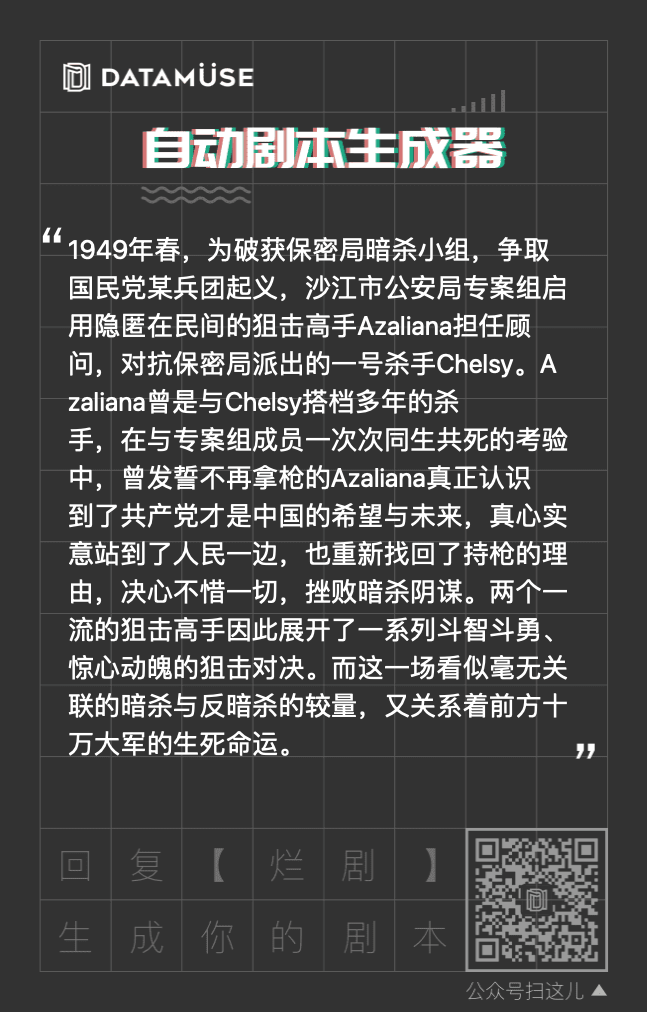 DATAMÜSE
自动剧本生成器
“
1949年春，为破获保密局暗杀小组，争取
国民党某兵团起义，沙江市公安局专案组启
用隐匿在民间的狙击高手Azaliana担任顾
问，对抗保密局派出的一号杀手Chelsy。A
zaliana曾是与Chelsy搭档多年的杀
手，在与专案组成员一次次同生共死的考验
中，曾发誓不再拿枪的Azaliana真正认识
到了共产党才是中国的希望与未来，真心实
意站到了人民一边，也重新找回了持枪的理
由，决心不惜一切，挫败暗杀阴谋。两个一
流的狙击高手因此展开了一系列斗智斗勇、
惊心动魄的狙击对决。而这一场看似毫无关
联的暗杀与反暗杀的较量，又关系着前方十
万大军的生死命运。
”
回复【烂剧】
生成你的剧本
公众号扫这儿▲